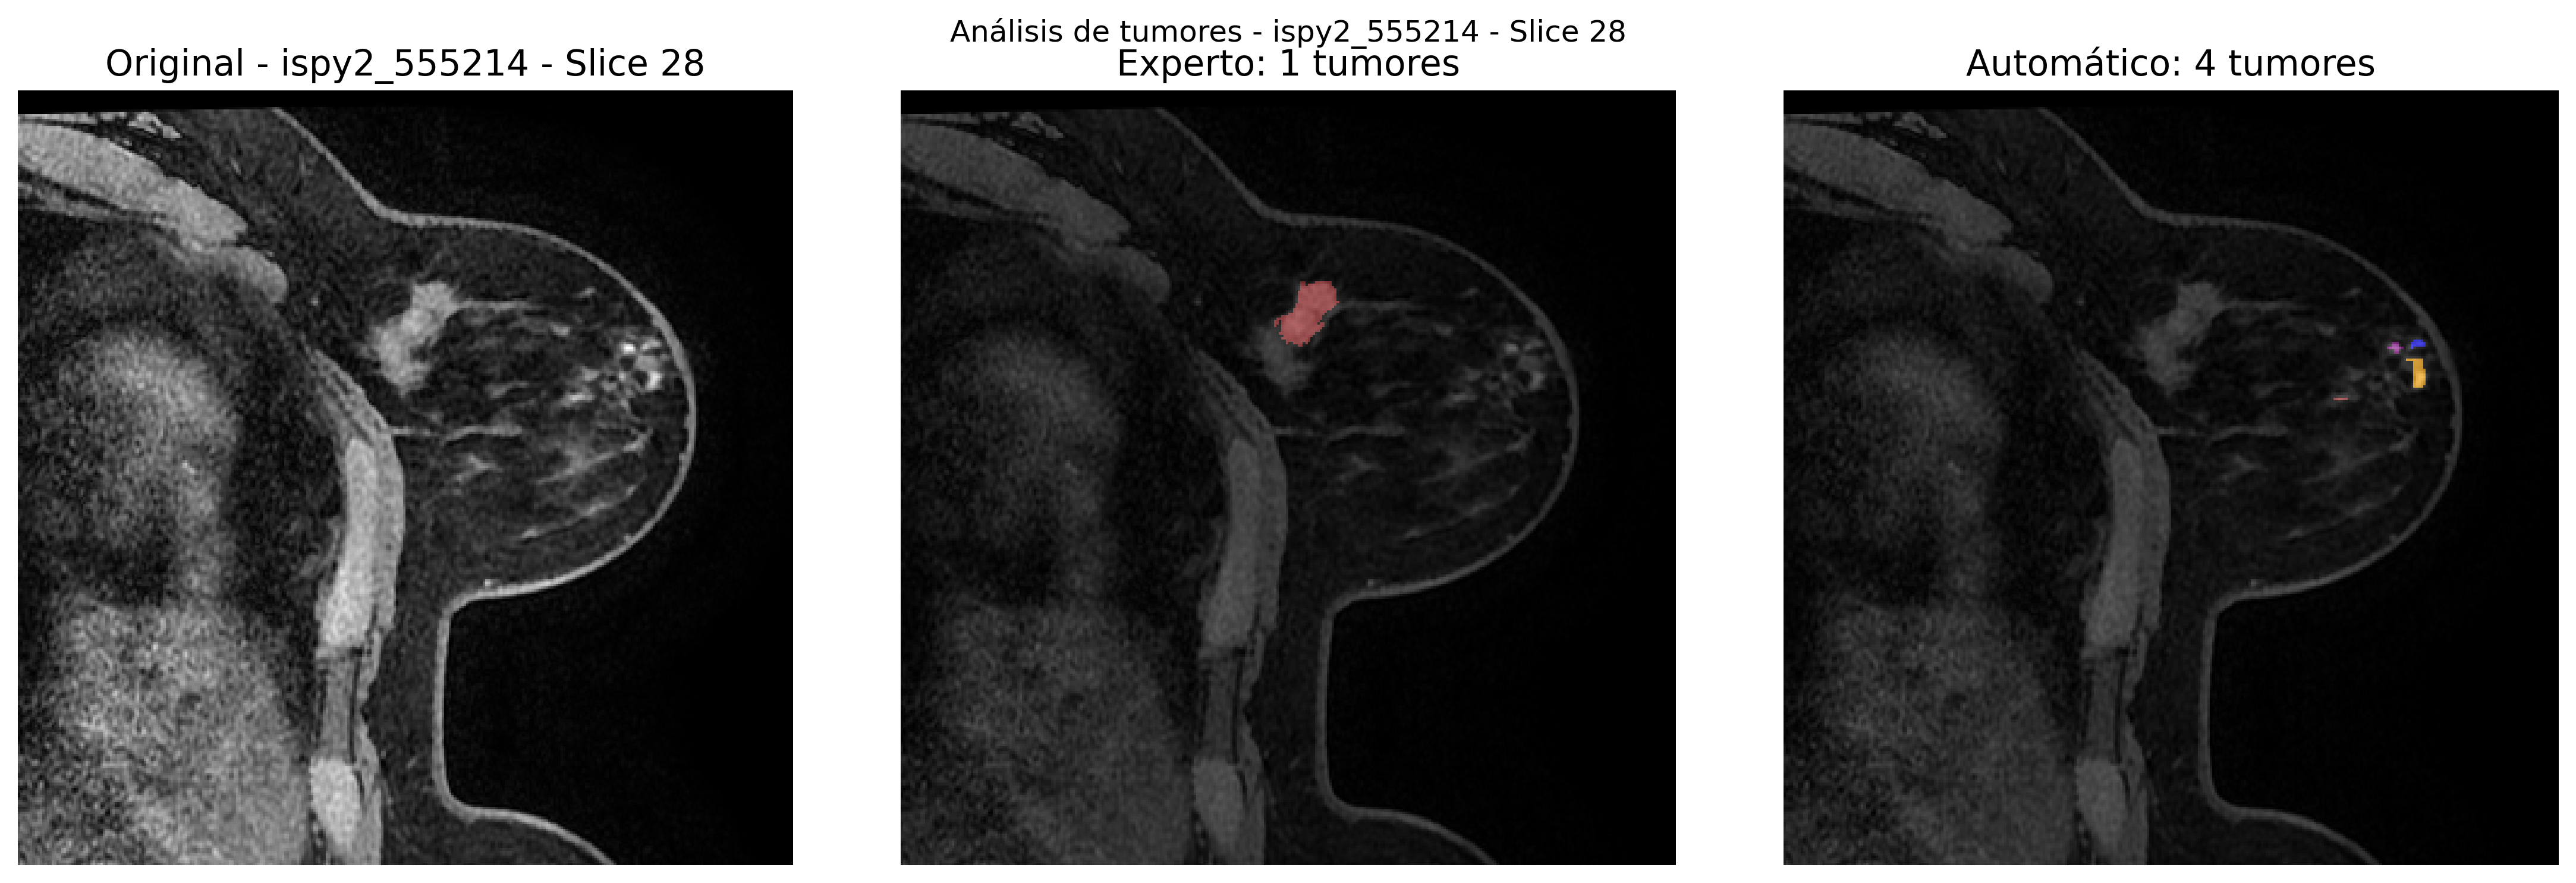 Análisis de tumores - ispy2_555214 - Slice 28
Original - ispy2_555214 - Slice 28
Experto: 1 tumores
Automático: 4 tumores